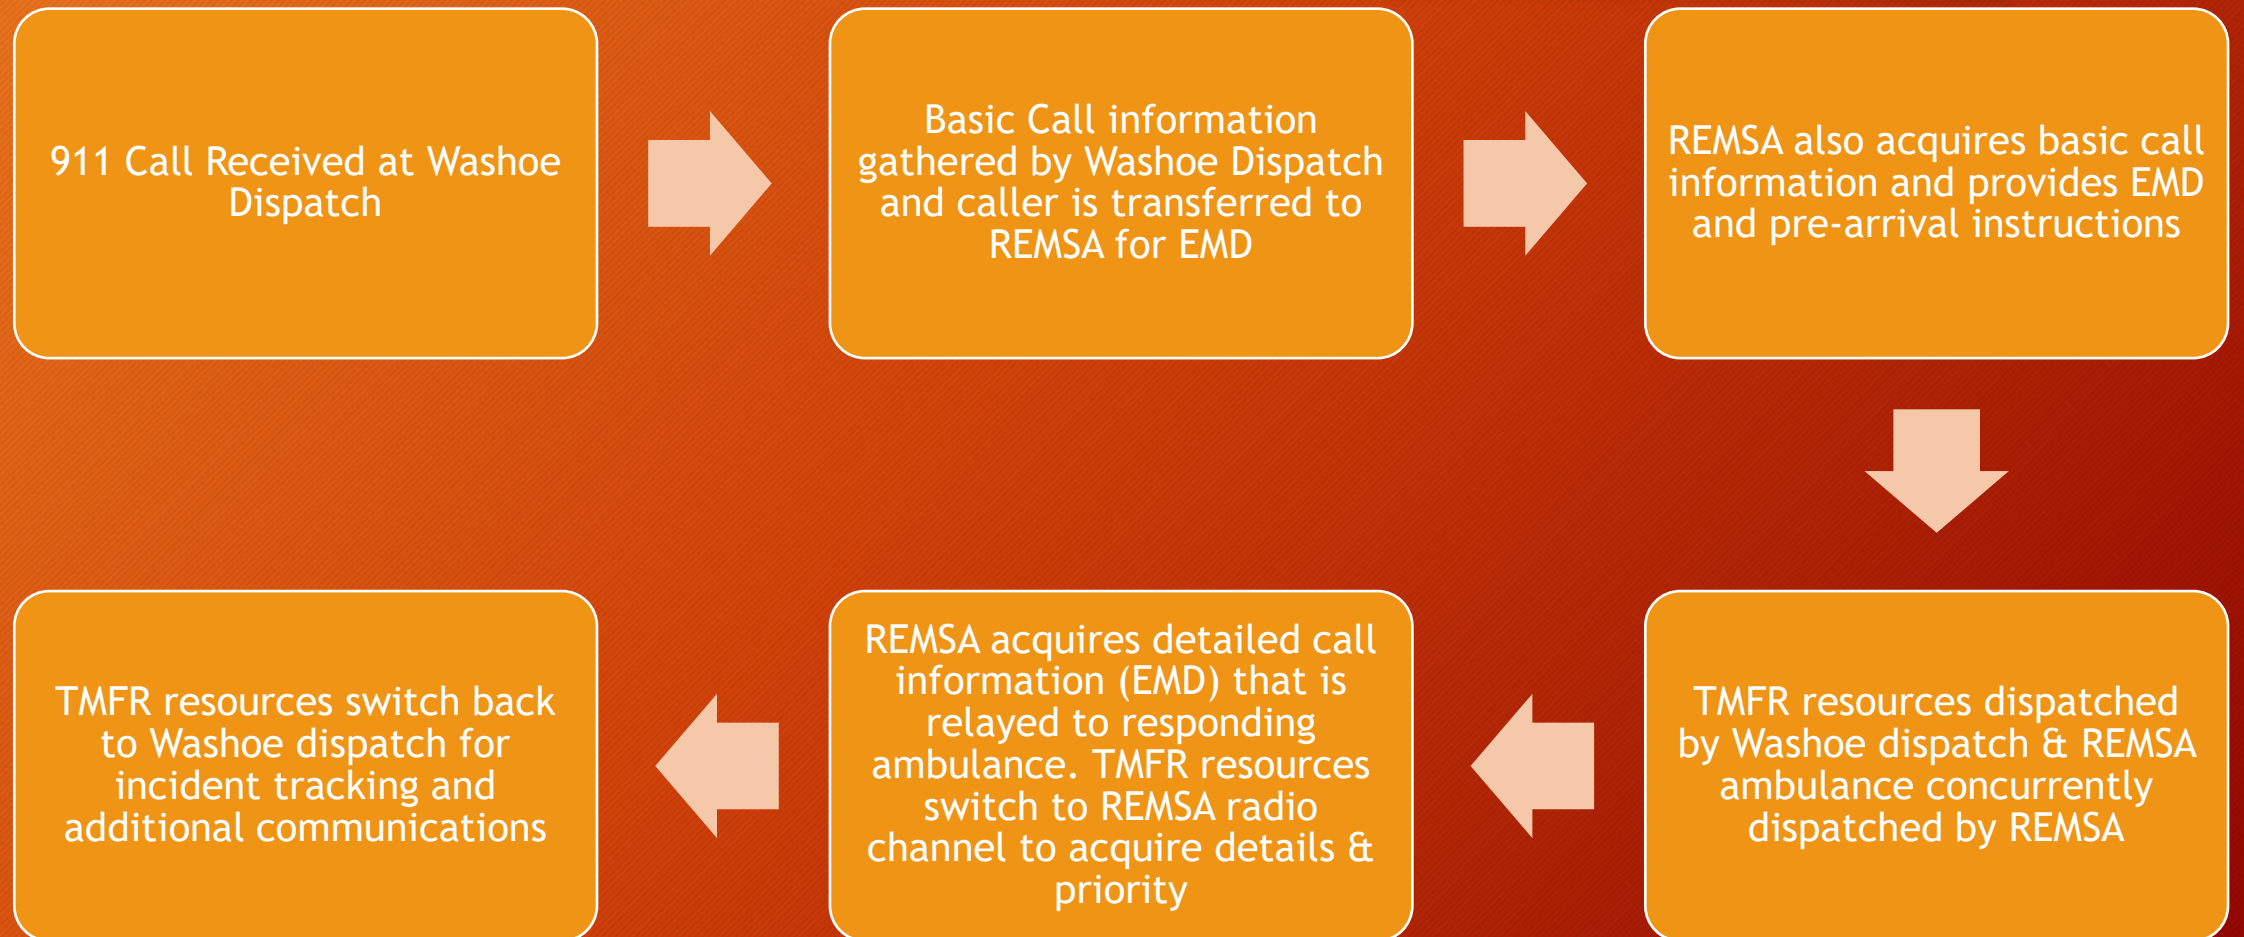 911 Call Received at Washoe
Dispatch
Basic Call information
gathered by Washoe Dispatch
and caller is transferred to
REMSA for EMD
REMSA also acquires basic call
information and provides EMD
and pre-arrival instructions
TMFR resources dispatched
by Washoe dispatch & REMSA
ambulance concurrently
dispatched by REMSA
REMSA acquires detailed call
information (EMD) that is
relayed to responding
ambulance. TMFR resources
switch to REMSA radio
channel to acquire details &
priority
TMFR resources switch back
to Washoe dispatch for
incident tracking and
additional communications